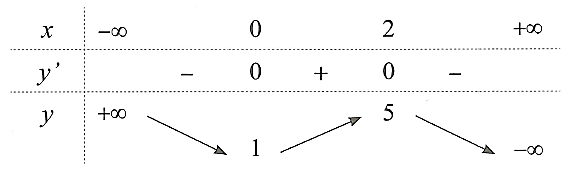 x −∞ 0 2 +∞
y' − 0 + 0 −
y +∞ 5
1 −∞